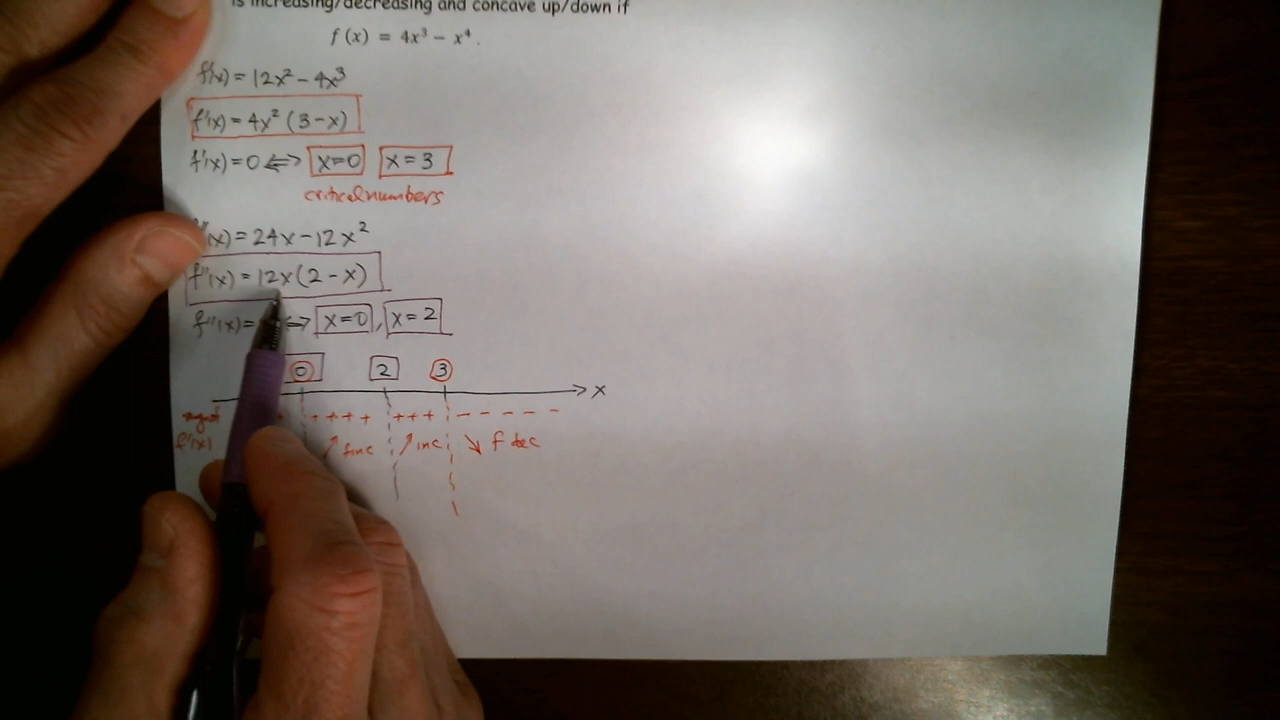 is increasing/decreasing and concave up/down if
f(x) = 4x³ − x⁴.
f'(x) = 12x² − 4x³
f'(x) = 4x² (3 − x)
f'(x) = 0 ⇔ x=0 x = 3
critical numbers
(x) = 24x − 12x²
f''(x) = 12x(2 − x)
f''(x) = ⇔ x=0, x = 2
0 2 3
x
+ + + + + + + − − − − −
f'(x) ↗ f inc ↗ inc ↘ f dec